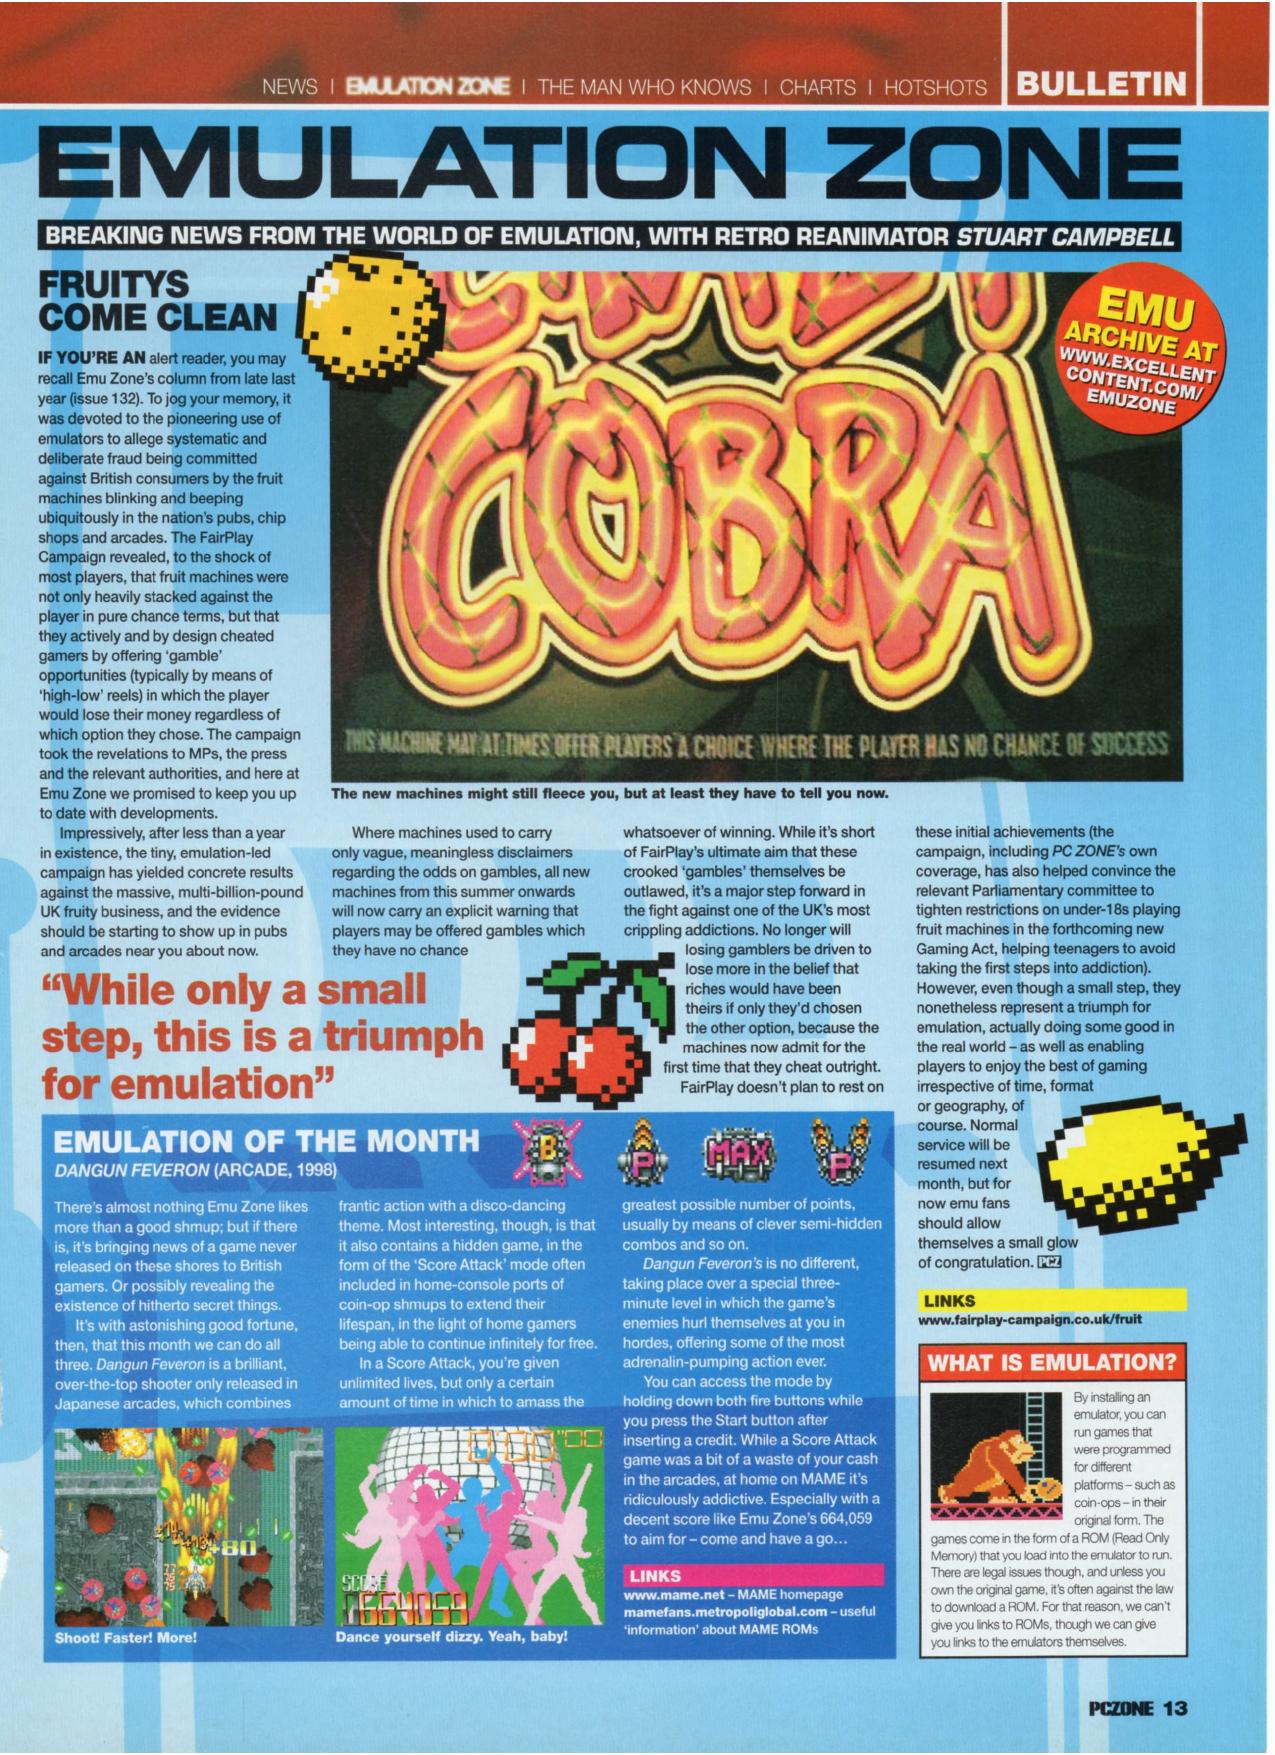 NEWS | EMULATION ZONE | THE MAN WHO KNOWS | CHARTS | HOTSHOTS
BULLETIN
EMULATION ZONE
BREAKING NEWS FROM THE WORLD OF EMULATION, WITH RETRO REANIMATOR STUART CAMPBELL
FRUITYS
COME CLEAN
IF YOU'RE AN alert reader, you may
recall Emu Zone's column from late last
year (issue 132). To jog your memory, it
was devoted to the pioneering use of
emulators to allege systematic and
deliberate fraud being committed
against British consumers by the fruit
machines blinking and beeping
ubiquitously in the nation's pubs, chip
shops and arcades. The FairPlay
Campaign revealed, to the shock of
most players, that fruit machines were
not only heavily stacked against the
player in pure chance terms, but that
they actively and by design cheated
gamers by offering 'gamble'
opportunities (typically by means of
'high-low' reels) in which the player
would lose their money regardless of
which option they chose. The campaign
took the revelations to MPs, the press
and the relevant authorities, and here at
Emu Zone we promised to keep you up
to date with developments.
Impressively, after less than a year
in existence, the tiny, emulation-led
campaign has yielded concrete results
against the massive, multi-billion-pound
UK fruity business, and the evidence
should be starting to show up in pubs
and arcades near you about now.
COBRA
THIS MACHINE MAY AT TIMES OFFER PLAYERS A CHOICE WHERE THE PLAYER HAS NO CHANCE OF SUCCESS
EMU
ARCHIVE AT
WWW.EXCELLENT
CONTENT.COM/
EMUZONE
The new machines might still fleece you, but at least they have to tell you now.
Where machines used to carry
only vague, meaningless disclaimers
regarding the odds on gambles, all new
machines from this summer onwards
will now carry an explicit warning that
players may be offered gambles which
they have no chance
whatsoever of winning. While it's short
of FairPlay's ultimate aim that these
crooked 'gambles' themselves be
outlawed, it's a major step forward in
the fight against one of the UK's most
crippling addictions. No longer will
losing gamblers be driven to
lose more in the belief that
riches would have been
theirs if only they'd chosen
the other option, because the
machines now admit for the
first time that they cheat outright.
FairPlay doesn't plan to rest on
these initial achievements (the
campaign, including PC ZONE's own
coverage, has also helped convince the
relevant Parliamentary committee to
tighten restrictions on under-18s playing
fruit machines in the forthcoming new
Gaming Act, helping teenagers to avoid
taking the first steps into addiction).
However, even though a small step, they
nonetheless represent a triumph for
emulation, actually doing some good in
the real world – as well as enabling
players to enjoy the best of gaming
irrespective of time, format
or geography, of
course. Normal
service will be
resumed next
month, but for
now emu fans
should allow
themselves a small glow
of congratulation. PCZ
"While only a small
step, this is a triumph
for emulation"
LINKS
www.fairplay-campaign.co.uk/fruit
EMULATION OF THE MONTH
DANGUN FEVERON (ARCADE, 1998)
B
P
MAX
P
There's almost nothing Emu Zone likes
more than a good shmup; but if there
is, it's bringing news of a game never
released on these shores to British
gamers. Or possibly revealing the
existence of hitherto secret things.
It's with astonishing good fortune,
then, that this month we can do all
three. Dangun Feveron is a brilliant,
over-the-top shooter only released in
Japanese arcades, which combines
frantic action with a disco-dancing
theme. Most interesting, though, is that
it also contains a hidden game, in the
form of the 'Score Attack' mode often
included in home-console ports of
coin-op shmups to extend their
lifespan, in the light of home gamers
being able to continue infinitely for free.
In a Score Attack, you're given
unlimited lives, but only a certain
amount of time in which to amass the
greatest possible number of points,
usually by means of clever semi-hidden
combos and so on.
Dangun Feveron's is no different,
taking place over a special three-
minute level in which the game's
enemies hurl themselves at you in
hordes, offering some of the most
adrenalin-pumping action ever.
You can access the mode by
holding down both fire buttons while
you press the Start button after
inserting a credit. While a Score Attack
game was a bit of a waste of your cash
in the arcades, at home on MAME it's
ridiculously addictive. Especially with a
decent score like Emu Zone's 664,059
to aim for – come and have a go...
+80
Shoot! Faster! More!
0'00"00
SCORE
664059
Dance yourself dizzy. Yeah, baby!
LINKS
www.mame.net – MAME homepage
mamefans.metropoliglobal.com – useful
'information' about MAME ROMs
WHAT IS EMULATION?
By installing an
emulator, you can
run games that
were programmed
for different
platforms – such as
coin-ops – in their
original form. The
games come in the form of a ROM (Read Only
Memory) that you load into the emulator to run.
There are legal issues though, and unless you
own the original game, it's often against the law
to download a ROM. For that reason, we can't
give you links to ROMs, though we can give
you links to the emulators themselves.
PCZONE 13